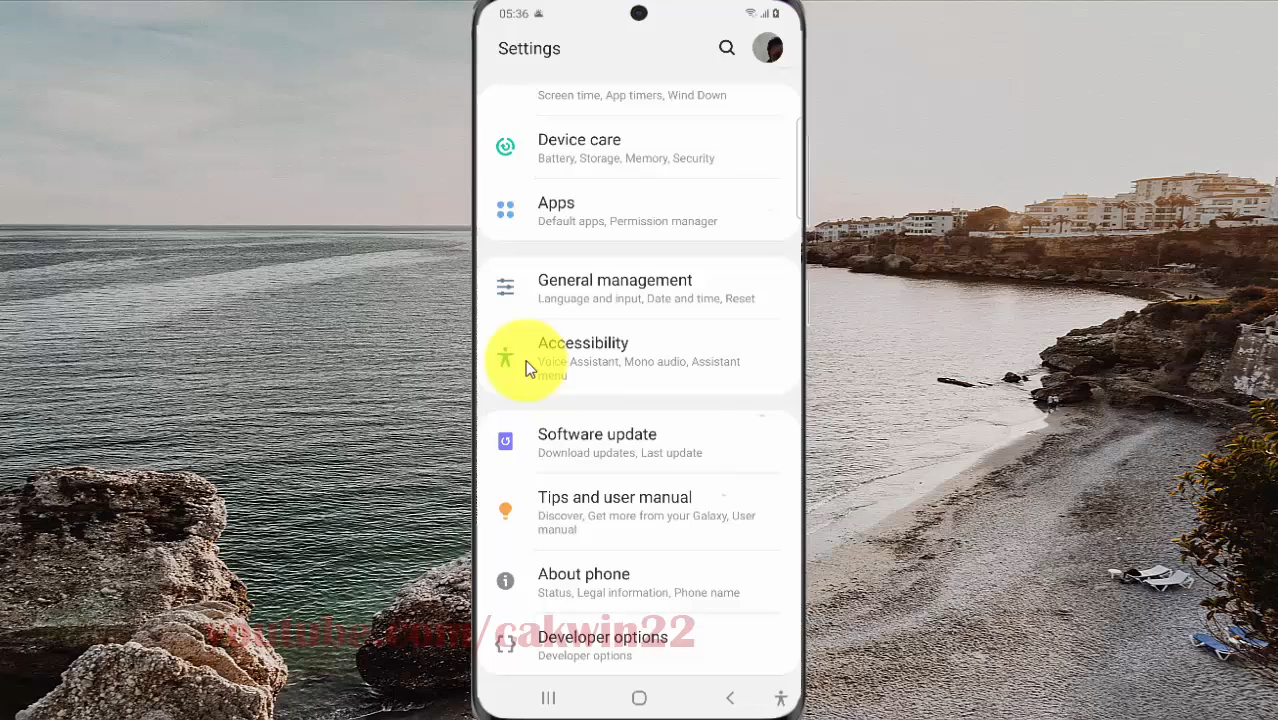 05:36
Settings
Screen time, App timers, Wind Down
Device care
Battery, Storage, Memory, Security
Apps
Default apps, Permission manager
General management
Language and input, Date and time, Reset
Accessibility
Voice Assistant, Mono audio, Assistant
menu
Software update
Download updates, Last update
Tips and user manual
Discover, Get more from your Galaxy, User
manual
About phone
Status, Legal information, Phone name
youtube.com/cakwin22
Developer options
Developer options